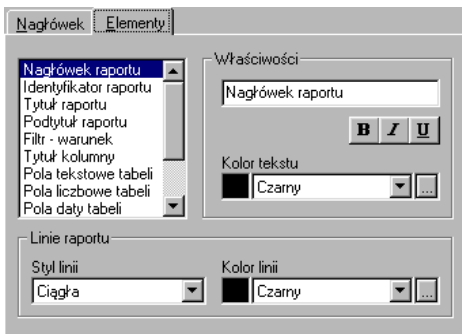 Nagłówek Elementy
Nagłówek raportu
Identyfikator raportu
Tytuł raportu
Podtytuł raportu
Filtr - warunek
Tytuł kolumny
Pola tekstowe tabeli
Pola liczbowe tabeli
Pola daty tabeli
Właściwości
Nagłówek raportu
B I U
Kolor tekstu
Czarny ...
Linie raportu
Styl linii
Ciągła
Kolor linii
Czarny ...